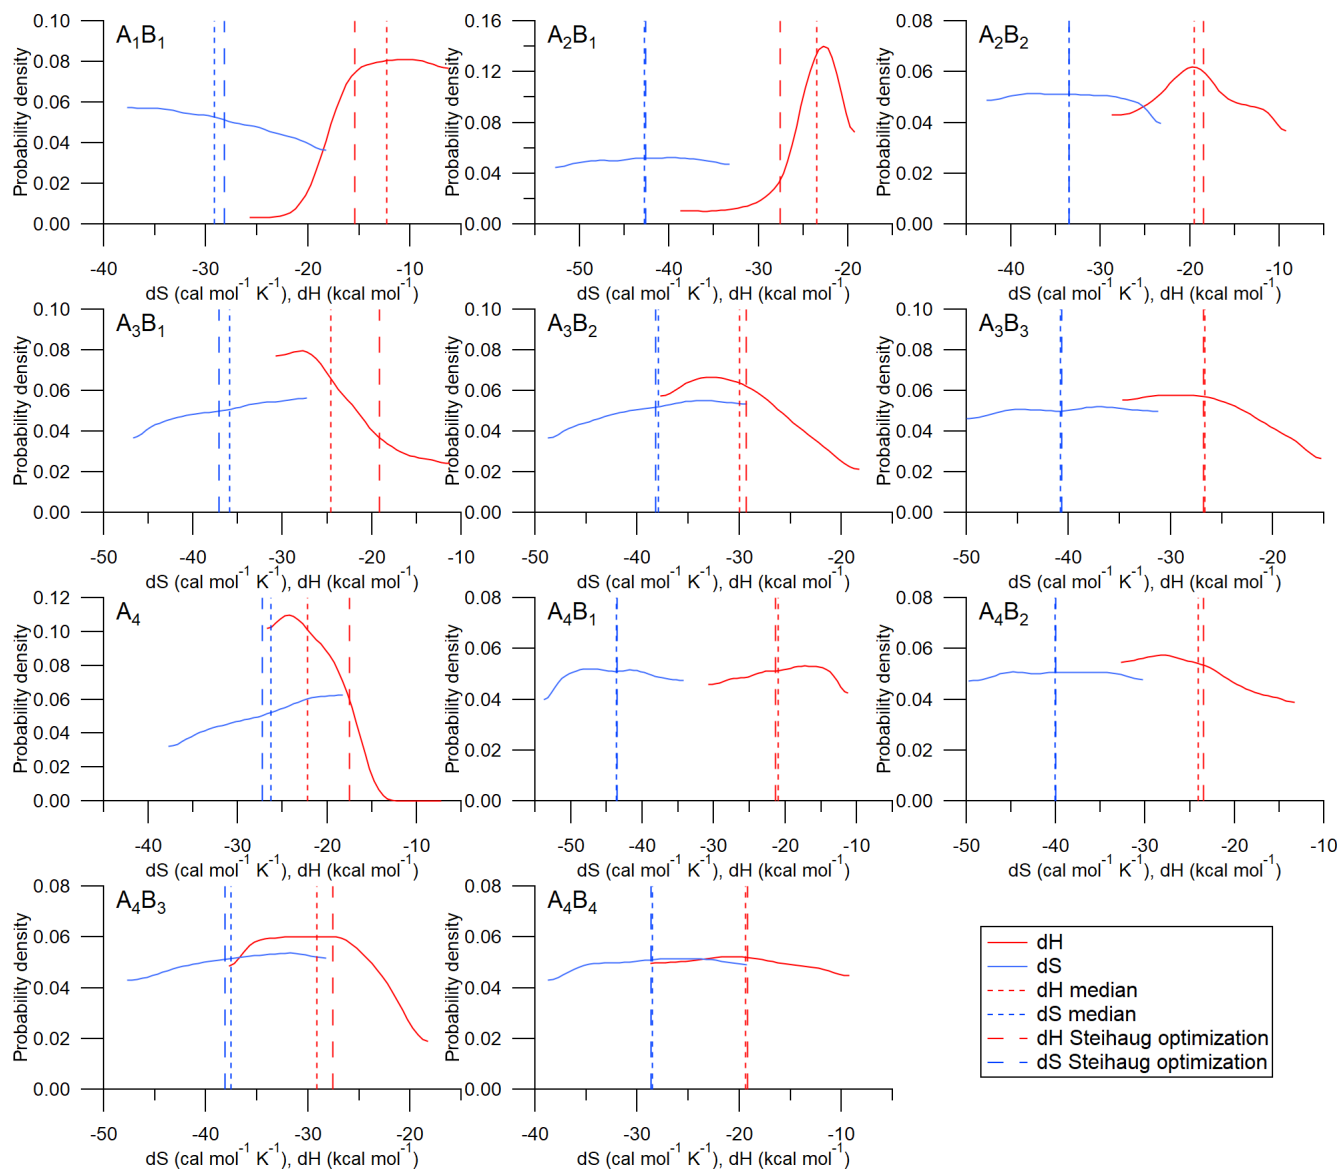 A₁B₁
Probability density
0.10
0.08
0.06
0.04
0.02
0.00
-40 -30 -20 -10
dS (cal mol⁻¹ K⁻¹), dH (kcal mol⁻¹)
A₂B₁
Probability density
0.16
0.12
0.08
0.04
0.00
-50 -40 -30 -20
dS (cal mol⁻¹ K⁻¹), dH (kcal mol⁻¹)
A₂B₂
Probability density
0.08
0.06
0.04
0.02
0.00
-40 -30 -20 -10
dS (cal mol⁻¹ K⁻¹), dH (kcal mol⁻¹)
A₃B₁
Probability density
0.10
0.08
0.06
0.04
0.02
0.00
-50 -40 -30 -20 -10
dS (cal mol⁻¹ K⁻¹), dH (kcal mol⁻¹)
A₃B₂
Probability density
0.10
0.08
0.06
0.04
0.02
0.00
-50 -40 -30 -20
dS (cal mol⁻¹ K⁻¹), dH (kcal mol⁻¹)
A₃B₃
Probability density
0.10
0.08
0.06
0.04
0.02
0.00
-50 -40 -30 -20
dS (cal mol⁻¹ K⁻¹), dH (kcal mol⁻¹)
A₄
Probability density
0.12
0.10
0.08
0.06
0.04
0.02
0.00
-40 -30 -20 -10
dS (cal mol⁻¹ K⁻¹), dH (kcal mol⁻¹)
A₄B₁
Probability density
0.08
0.06
0.04
0.02
0.00
-50 -40 -30 -20 -10
dS (cal mol⁻¹ K⁻¹), dH (kcal mol⁻¹)
A₄B₂
Probability density
0.08
0.06
0.04
0.02
0.00
-50 -40 -30 -20 -10
dS (cal mol⁻¹ K⁻¹), dH (kcal mol⁻¹)
A₄B₃
Probability density
0.08
0.06
0.04
0.02
0.00
-50 -40 -30 -20
dS (cal mol⁻¹ K⁻¹), dH (kcal mol⁻¹)
A₄B₄
Probability density
0.08
0.06
0.04
0.02
0.00
-40 -30 -20 -10
dS (cal mol⁻¹ K⁻¹), dH (kcal mol⁻¹)
dH
dS
dH median
dS median
dH Steihaug optimization
dS Steihaug optimization